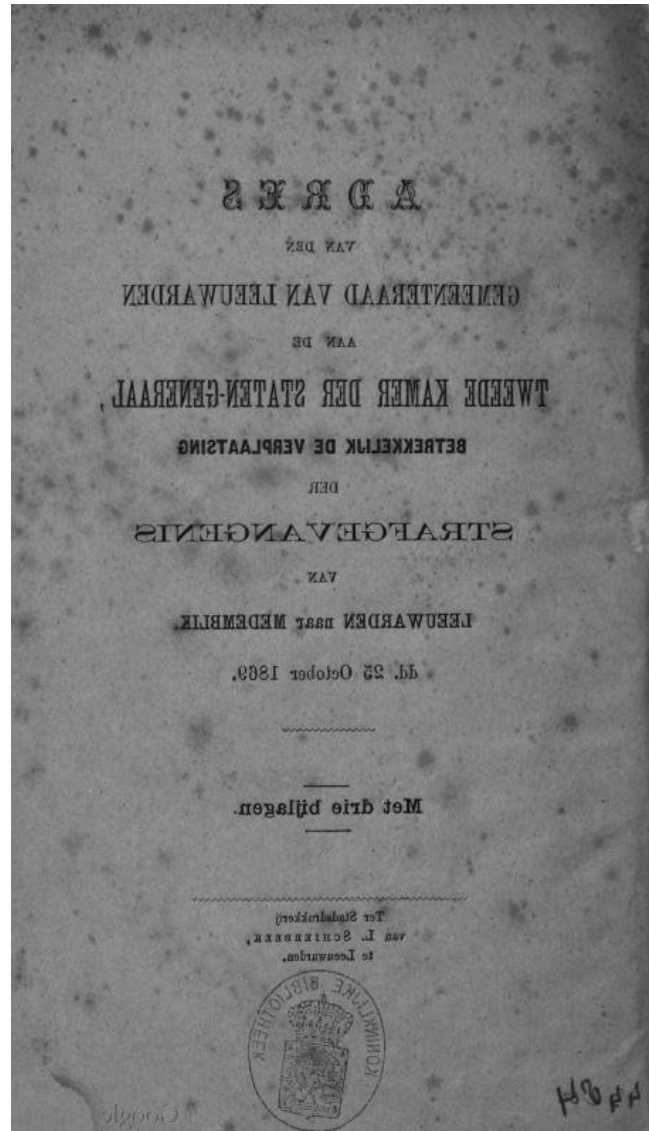 ADRES
VAN DEN
GEMEENTERAAD VAN LEEUWARDEN
AAN DE
TWEEDE KAMER DER STATEN-GENERAAL,
BETREKKELIJK DE VERPLAATSING
DER
STRAFGEVANGENIS
VAN
LEEUWARDEN naar MEDEMBLIK.
dd. 25 October 1869.
Met drie bijlagen.
Ter Stadsdrukkerij
van L. SCHIERBEEK,
te Leeuwarden.
KONINKLIJKE BIBLIOTHEEK
Google